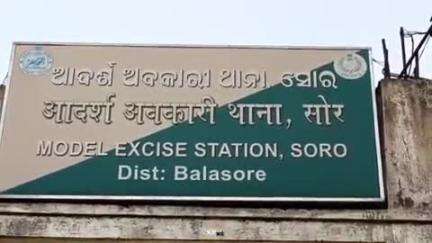 ଆଦର୍ଶ ଅବକାରୀ ଥାନା ସୋର
आदर्श अवकारी थाना, सोर
MODEL EXCISE STATION, SORO
Dist: Balasore